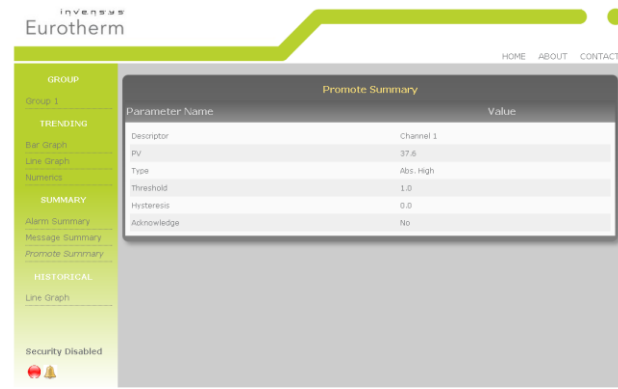 invensys
Eurotherm
HOME ABOUT CONTACT
GROUP
Group 1
TRENDING
Bar Graph
Line Graph
Numerics
SUMMARY
Alarm Summary
Message Summary
Promote Summary
HISTORICAL
Line Graph
Security Disabled
Promote Summary
Parameter Name Value
Descriptor Channel 1
PV 37.6
Type Abs. High
Threshold 1.0
Hysteresis 0.0
Acknowledge No